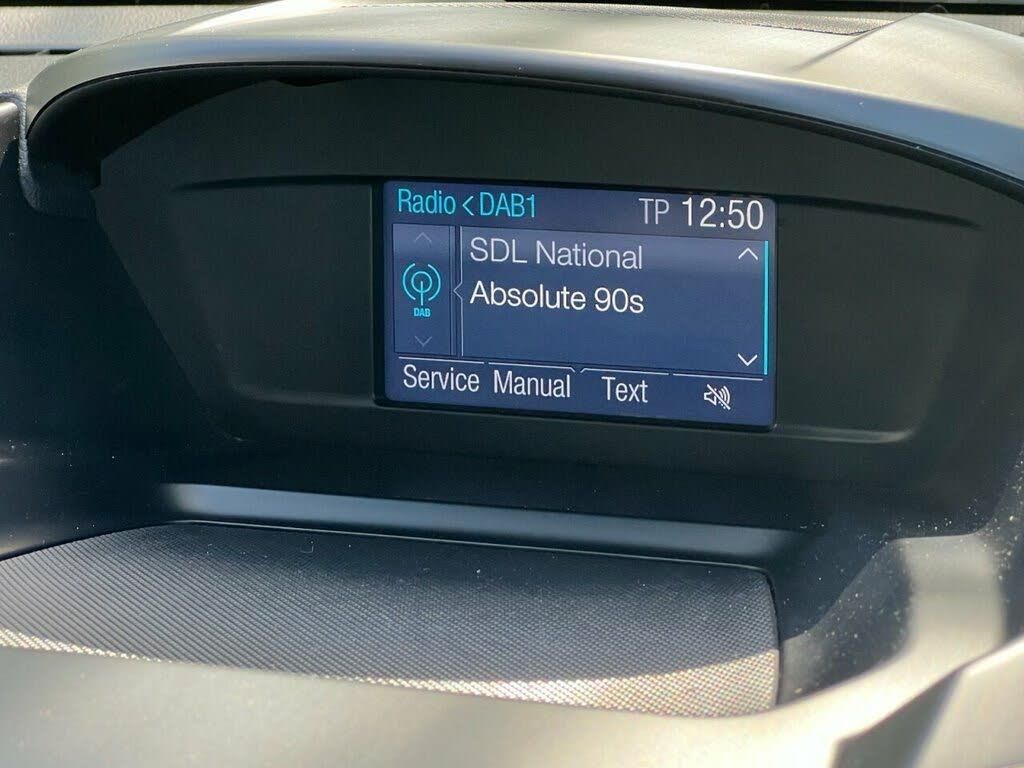 Radio < DAB1 TP 12:50
SDL National
DAB Absolute 90s
Service Manual Text